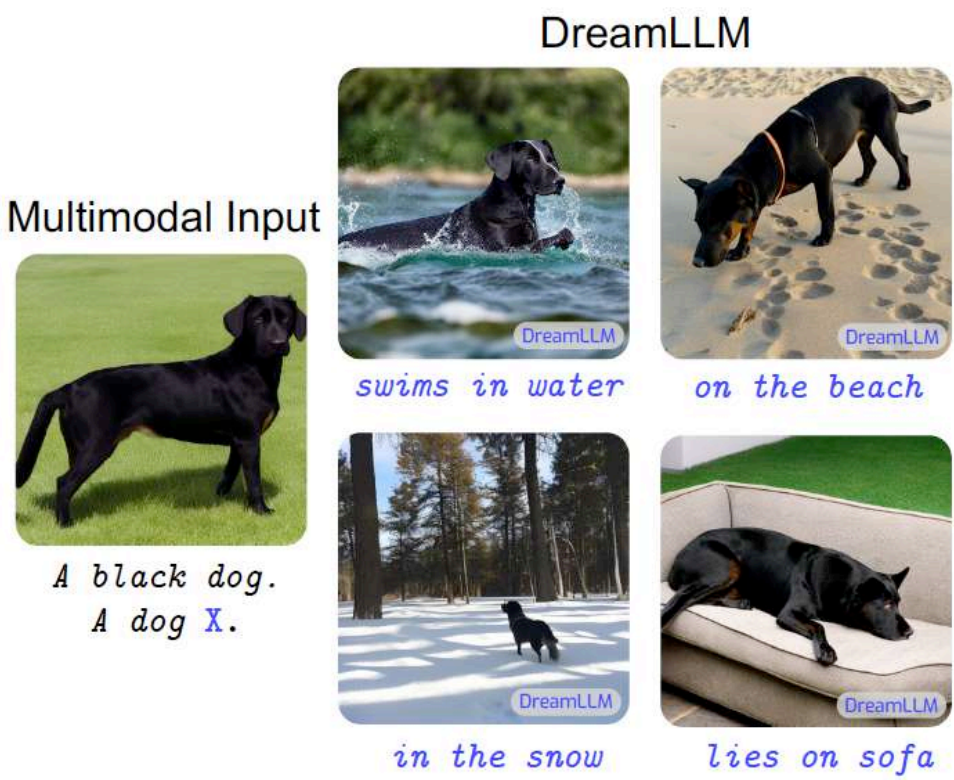 DreamLLM
Multimodal Input
DreamLLM
DreamLLM
swims in water
on the beach
A black dog.
A dog X.
DreamLLM
DreamLLM
in the snow
lies on sofa